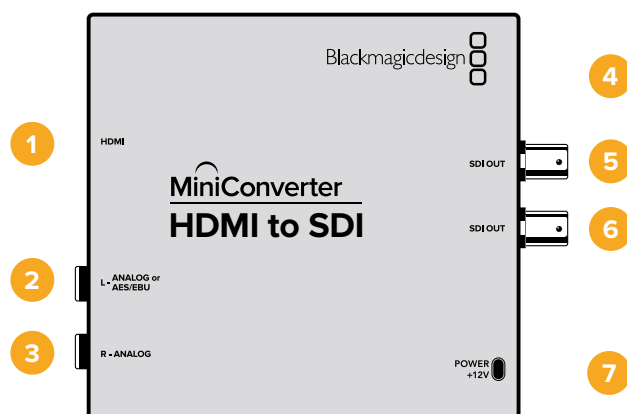 Blackmagicdesign
4
1
HDMI
5
SDI OUT
MiniConverter
HDMI to SDI
6
SDI OUT
2
L - ANALOG or
AES/EBU
3
R - ANALOG
POWER
+12V
7